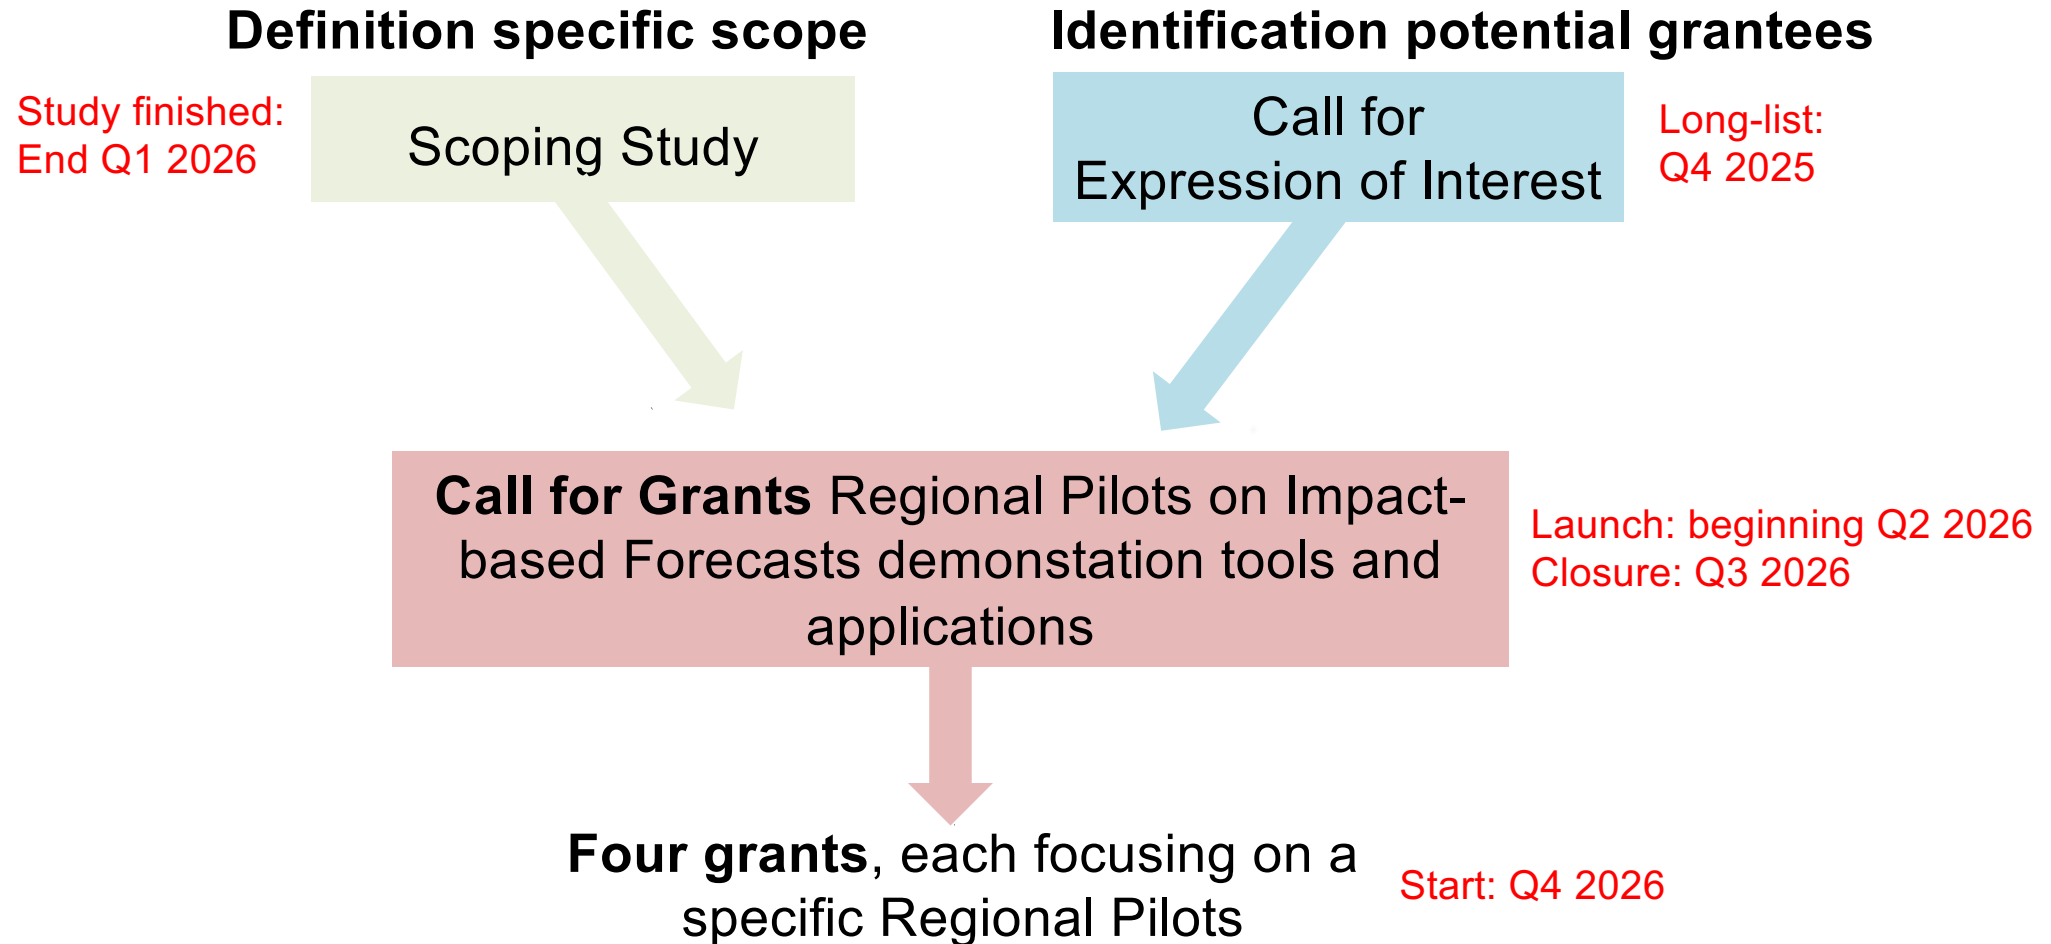 Definition specific scope
Identification potential grantees
Study finished:
End Q1 2026
Scoping Study
Call for
Expression of Interest
Long-list:
Q4 2025
Call for Grants Regional Pilots on Impact-
based Forecasts demonstation tools and
applications
Launch: beginning Q2 2026
Closure: Q3 2026
Four grants, each focusing on a
specific Regional Pilots
Start: Q4 2026